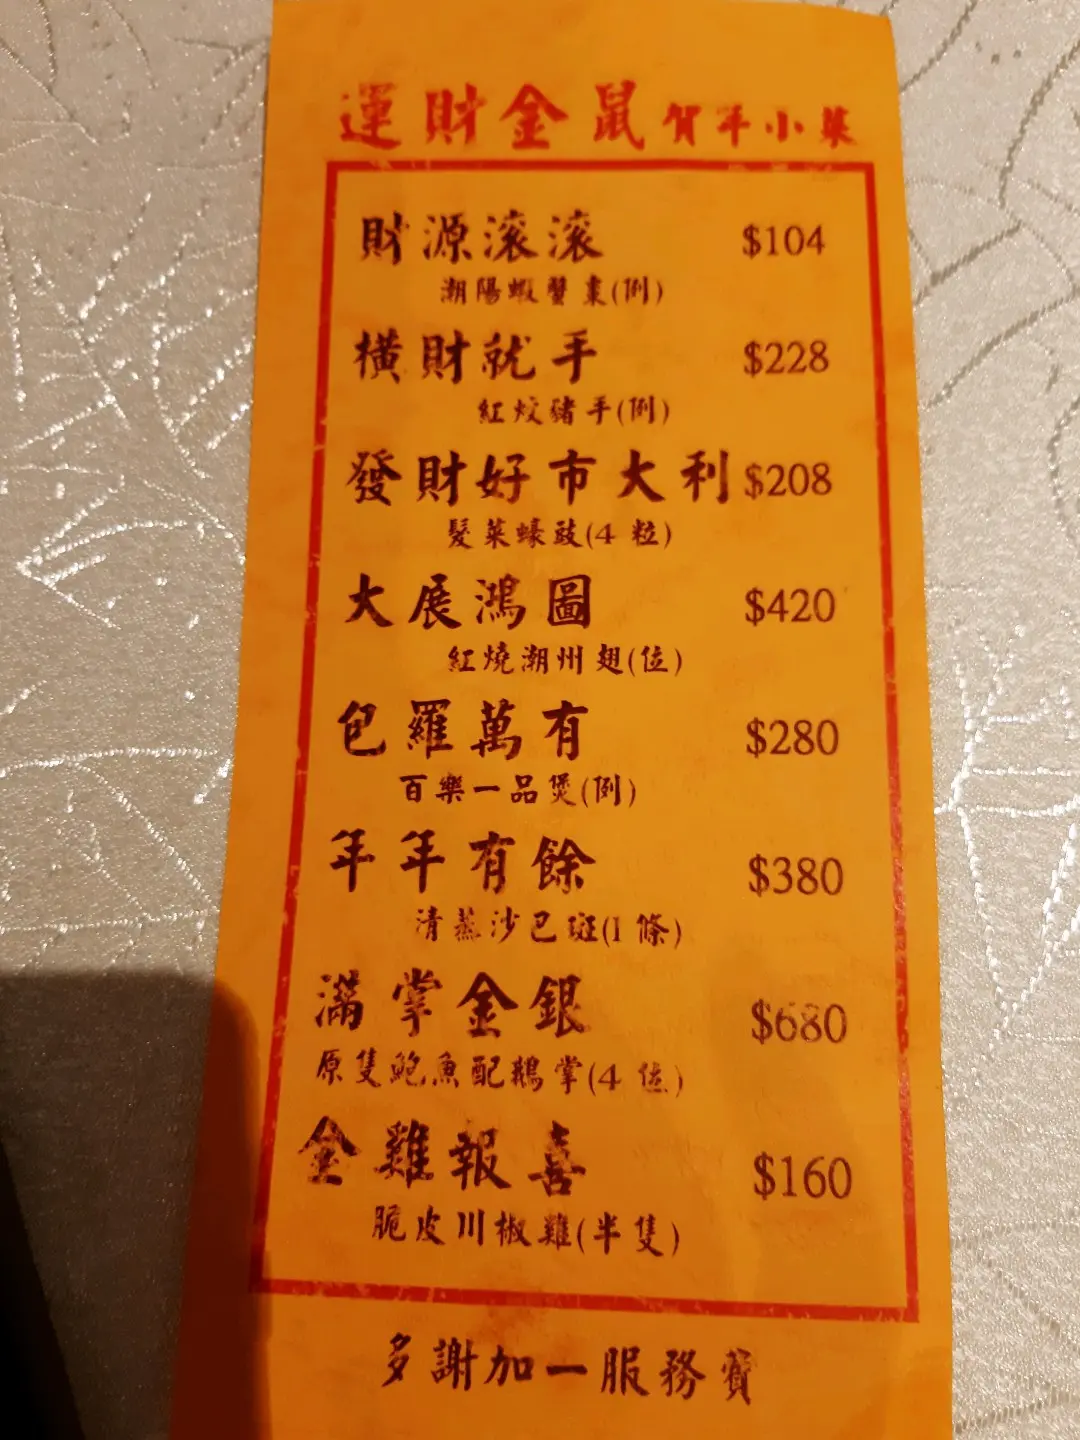 運財金鼠賀年小菜
財源滾滾 $104
潮陽蝦蟹棗(例)
橫財就手 $228
紅炆豬手(例)
發財好市大利 $208
髮菜蠔豉(4 粒)
大展鴻圖 $420
紅燒潮州翅(位)
包羅萬有 $280
百樂一品煲(例)
年年有餘 $380
清蒸沙巴斑(1 條)
滿掌金銀 $680
原隻鮑魚配鵝掌(4 位)
金雞報喜 $160
脆皮川椒雞(半隻)
多謝加一服務費